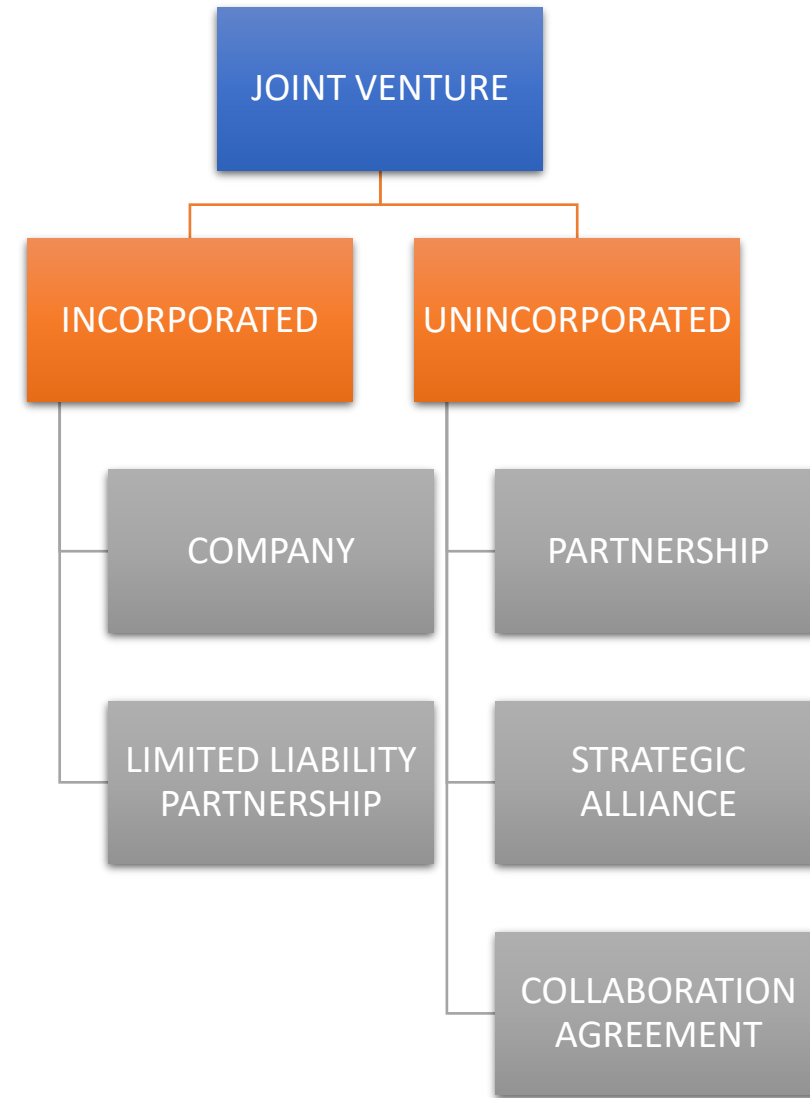 JOINT VENTURE
INCORPORATED
UNINCORPORATED
COMPANY
LIMITED LIABILITY
PARTNERSHIP
PARTNERSHIP
STRATEGIC
ALLIANCE
COLLABORATION
AGREEMENT